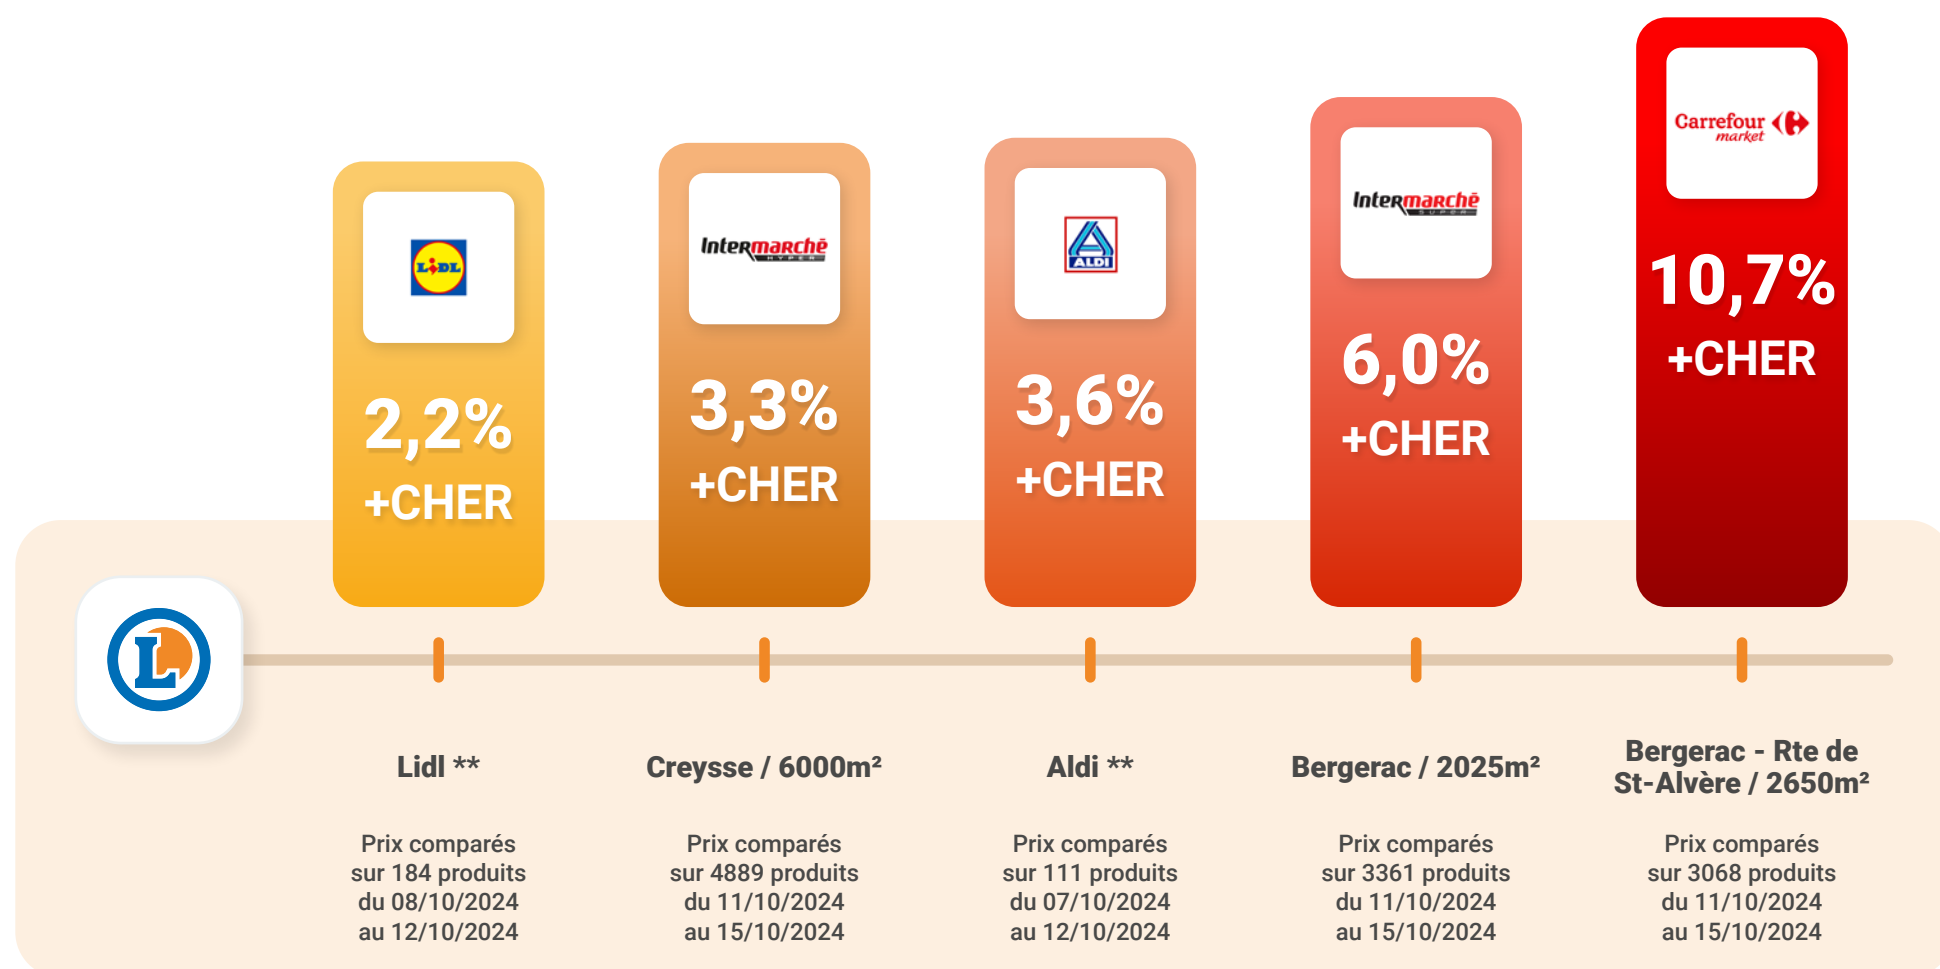 LIDL
2,2%
+CHER
Intermarché
HYPER
3,3%
+CHER
ALDI
3,6%
+CHER
Intermarché
SUPER
6,0%
+CHER
Carrefour
market
10,7%
+CHER
L
Lidl **
Prix comparés
sur 184 produits
du 08/10/2024
au 12/10/2024
Creysse / 6000m²
Prix comparés
sur 4889 produits
du 11/10/2024
au 15/10/2024
Aldi **
Prix comparés
sur 111 produits
du 07/10/2024
au 12/10/2024
Bergerac / 2025m²
Prix comparés
sur 3361 produits
du 11/10/2024
au 15/10/2024
Bergerac - Rte de
St-Alvère / 2650m²
Prix comparés
sur 3068 produits
du 11/10/2024
au 15/10/2024